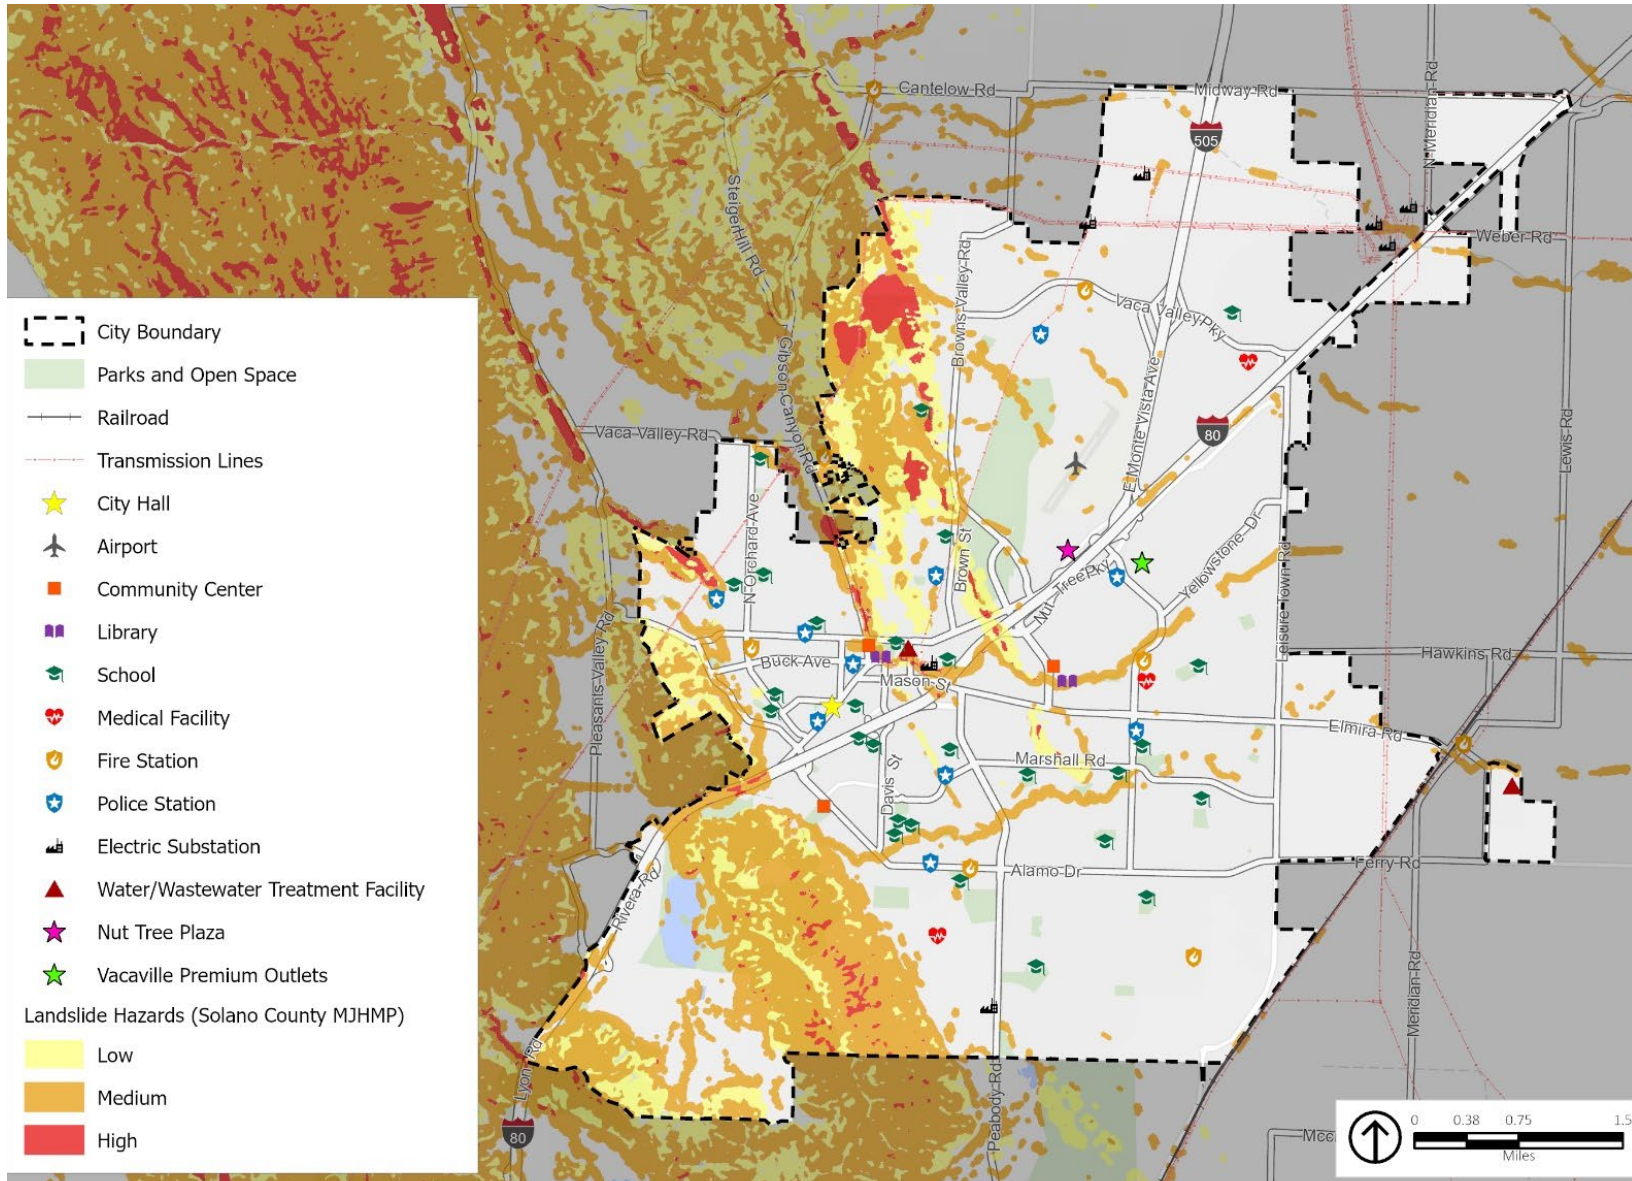 Cantelow Rd
Midway Rd
N Meridian Rd
505
Steiger Hill Rd
Weber Rd
Browns Valley Rd
Vaca Valley Pky
Gibson Canyon Rd
E Monte Vista Ave
80
Vaca Valley Rd
Lewis Rd
N Orchard Ave
Brown St
Nut Tree Pky
Yellowstone Dr
Leisure Town Rd
Pleasants Valley Rd
Buck Ave
Mason St
Hawkins Rd
Elmira Rd
Marshall Rd
Davis St
Alamo Dr
Ferry Rd
Rivera Rd
Lyon Rd
80
Peabody Rd
Meridian Rd
City Boundary
Parks and Open Space
Railroad
Transmission Lines
City Hall
Airport
Community Center
Library
School
Medical Facility
Fire Station
Police Station
Electric Substation
Water/Wastewater Treatment Facility
Nut Tree Plaza
Vacaville Premium Outlets
Landslide Hazards (Solano County MJHMP)
Low
Medium
High
0 0.38 0.75 1.5
Miles